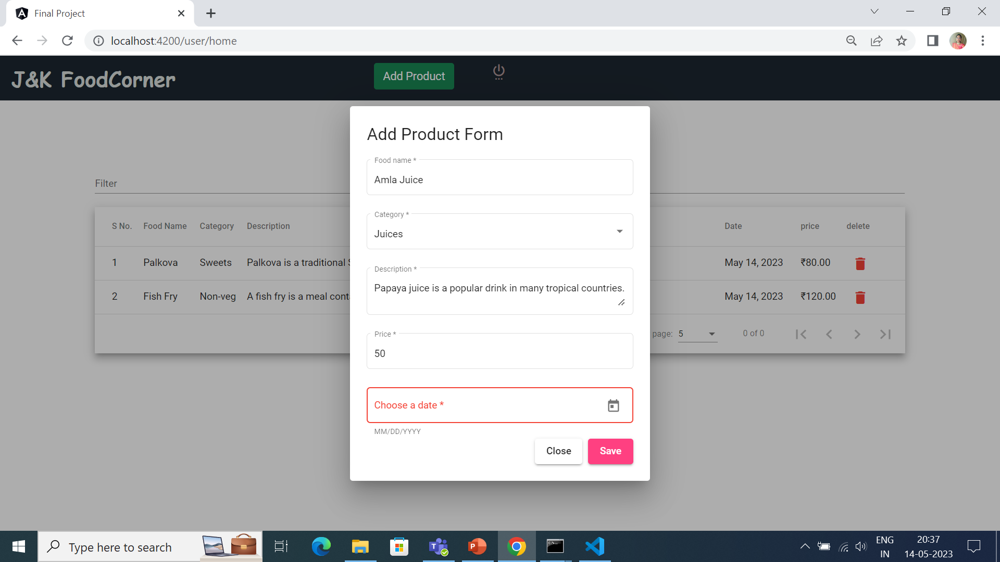 Final Project
localhost:4200/user/home
J&K FoodCorner
Add Product
Add Product Form
Food name *
Amla Juice
Filter
Category *
Juices
S No. Food Name Category Description Date price delete
1 Palkova Sweets Palkova is a traditional May 14, 2023 ₹80.00
Description *
Papaya juice is a popular drink in many tropical countries.
2 Fish Fry Non-veg A fish fry is a meal cont May 14, 2023 ₹120.00
Price *
50
page: 5 0 of 0
Choose a date *
MM/DD/YYYY
Close Save
Type here to search
ENG
IN
20:37
14-05-2023